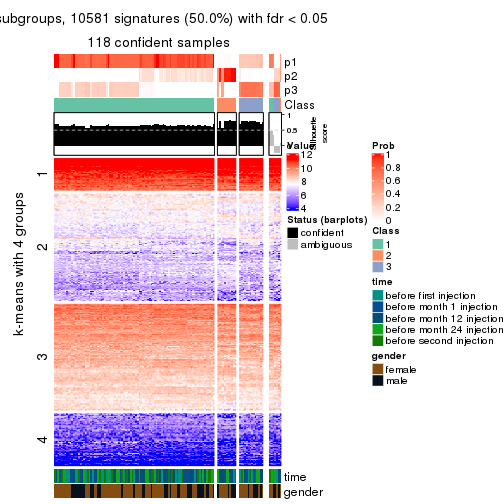 subgroups, 10581 signatures (50.0%) with fdr < 0.05
118 confident samples
p1
p2
p3
Class
1
0.5
0
Silhouette
score
k-means with 4 groups
1
2
3
4
time
gender
Value
12
10
8
6
4
Status (barplots)
confident
ambiguous
Prob
1
0.8
0.6
0.4
0.2
0
Class
1
2
3
time
before first injection
before month 1 injection
before month 12 injection
before month 24 injection
before second injection
gender
female
male